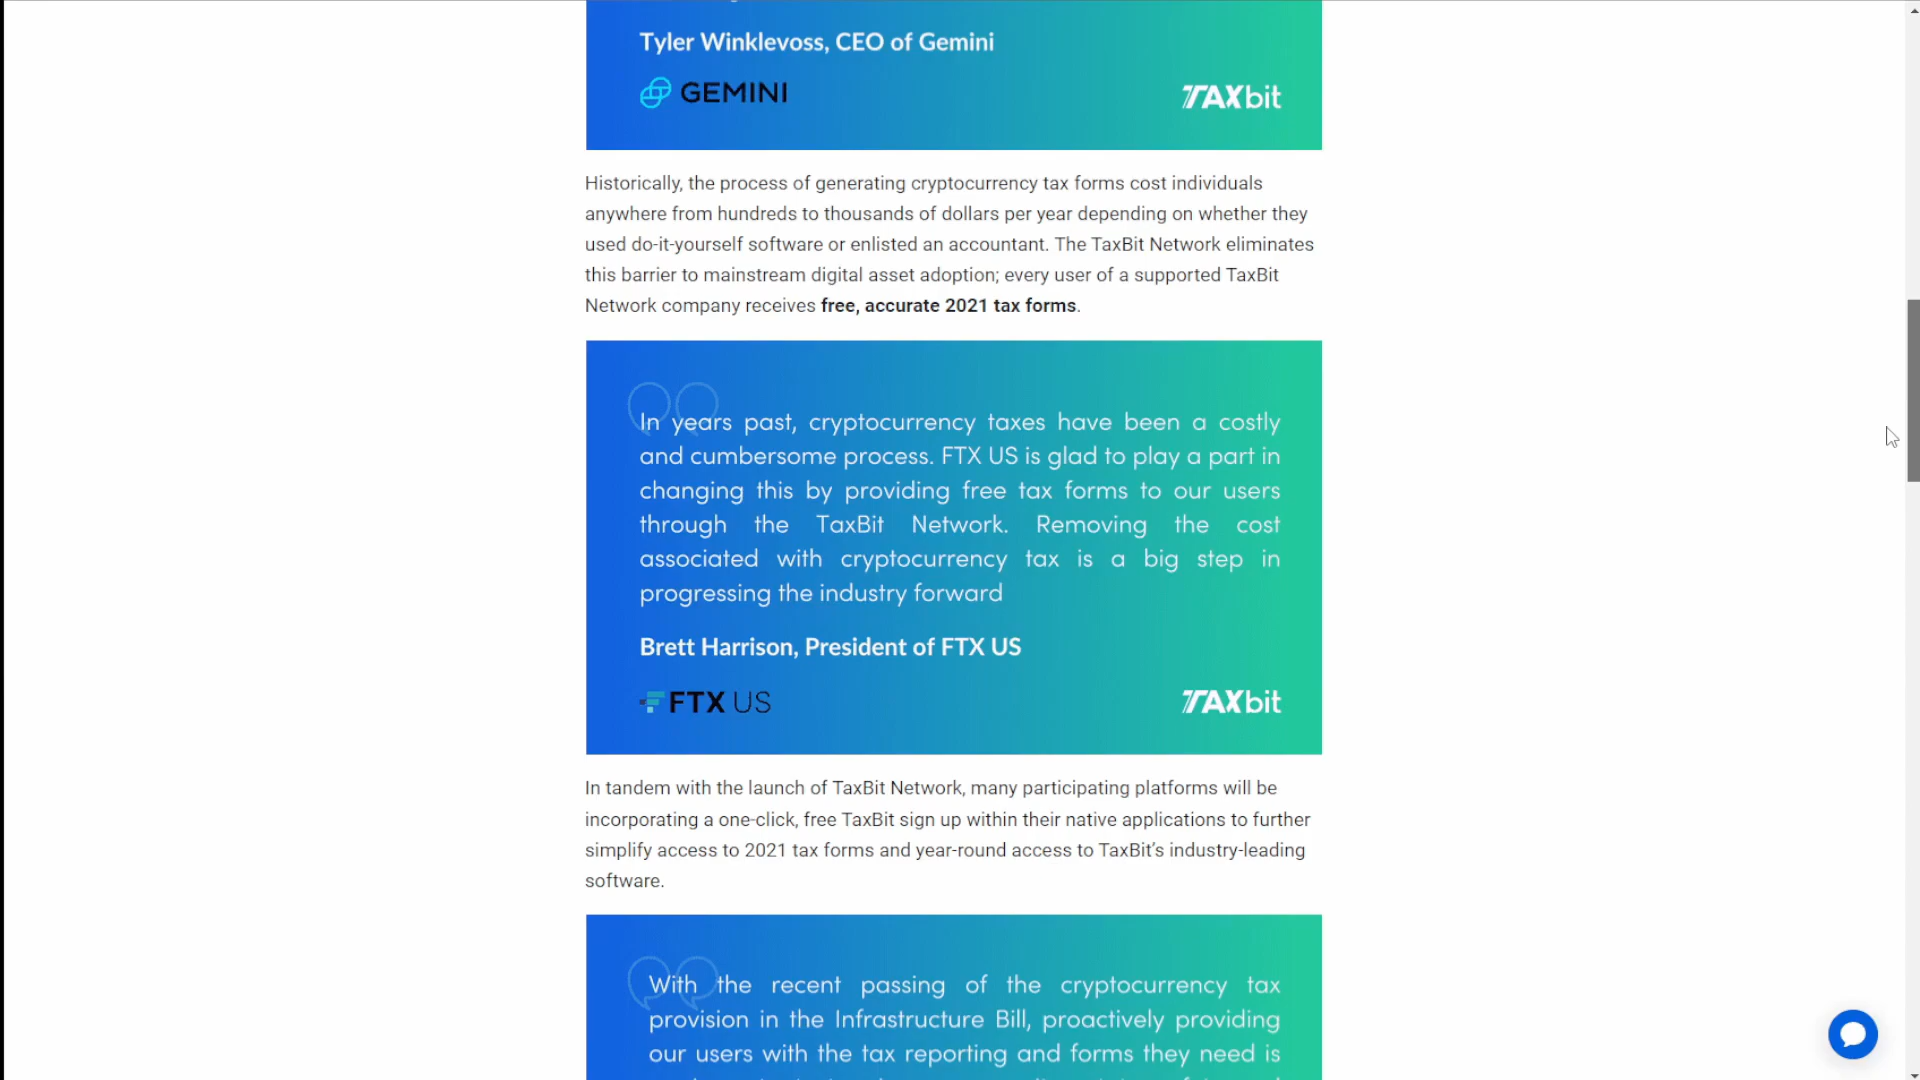 Tyler Winklevoss, CEO of Gemini
GEMINI
TAXbit
Historically, the process of generating cryptocurrency tax forms cost individuals
anywhere from hundreds to thousands of dollars per year depending on whether they
used do-it-yourself software or enlisted an accountant. The TaxBit Network eliminates
this barrier to mainstream digital asset adoption; every user of a supported TaxBit
Network company receives free, accurate 2021 tax forms.
In years past, cryptocurrency taxes have been a costly
and cumbersome process. FTX US is glad to play a part in
changing this by providing free tax forms to our users
through the TaxBit Network. Removing the cost
associated with cryptocurrency tax is a big step in
progressing the industry forward
Brett Harrison, President of FTX US
FTX US
TAXbit
In tandem with the launch of TaxBit Network, many participating platforms will be
incorporating a one-click, free TaxBit sign up within their native applications to further
simplify access to 2021 tax forms and year-round access to TaxBit’s industry-leading
software.
With the recent passing of the cryptocurrency tax
provision in the Infrastructure Bill, proactively providing
our users with the tax reporting and forms they need is